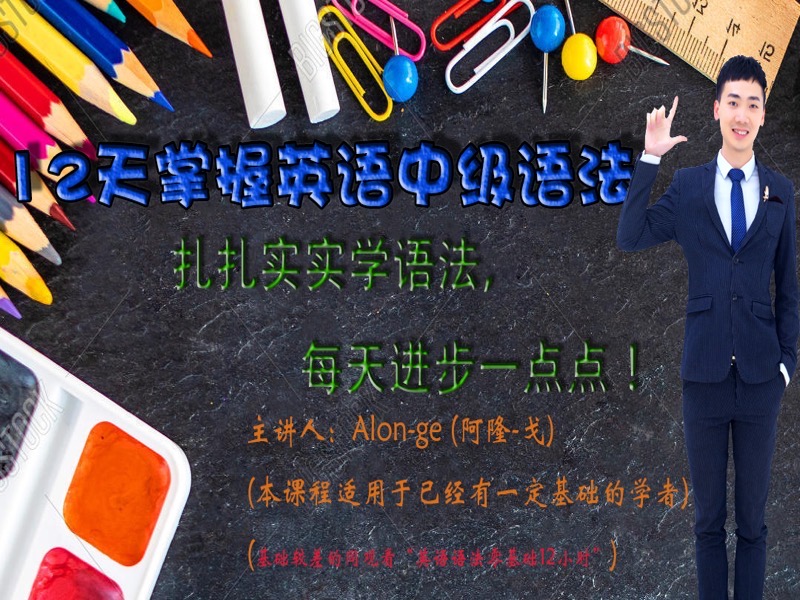 12天掌握英语中级语法
扎扎实实学语法，
每天进步一点点！
主讲人：Alon-ge (阿隆-戈)
(本课程适用于已经有一定基础的学者)
(基础较差的可观看“英语语法零基础12小时”)
BIGSTOCK